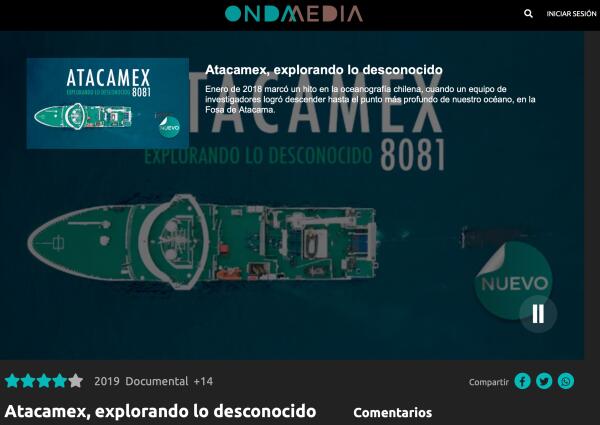 ONDAMEDIA
INICIAR SESIÓN
ATACAMEX
EXPLORANDO LO DESCONOCIDO 8081
NUEVO
Atacamex, explorando lo desconocido
Enero de 2018 marcó un hito en la oceanografía chilena, cuando un equipo de
investigadores logró descender hasta el punto más profundo de nuestro océano, en la
Fosa de Atacama.
ATACAMEX
EXPLORANDO LO DESCONOCIDO 8081
NUEVO
2019 Documental +14
Compartir
Atacamex, explorando lo desconocido
Comentarios